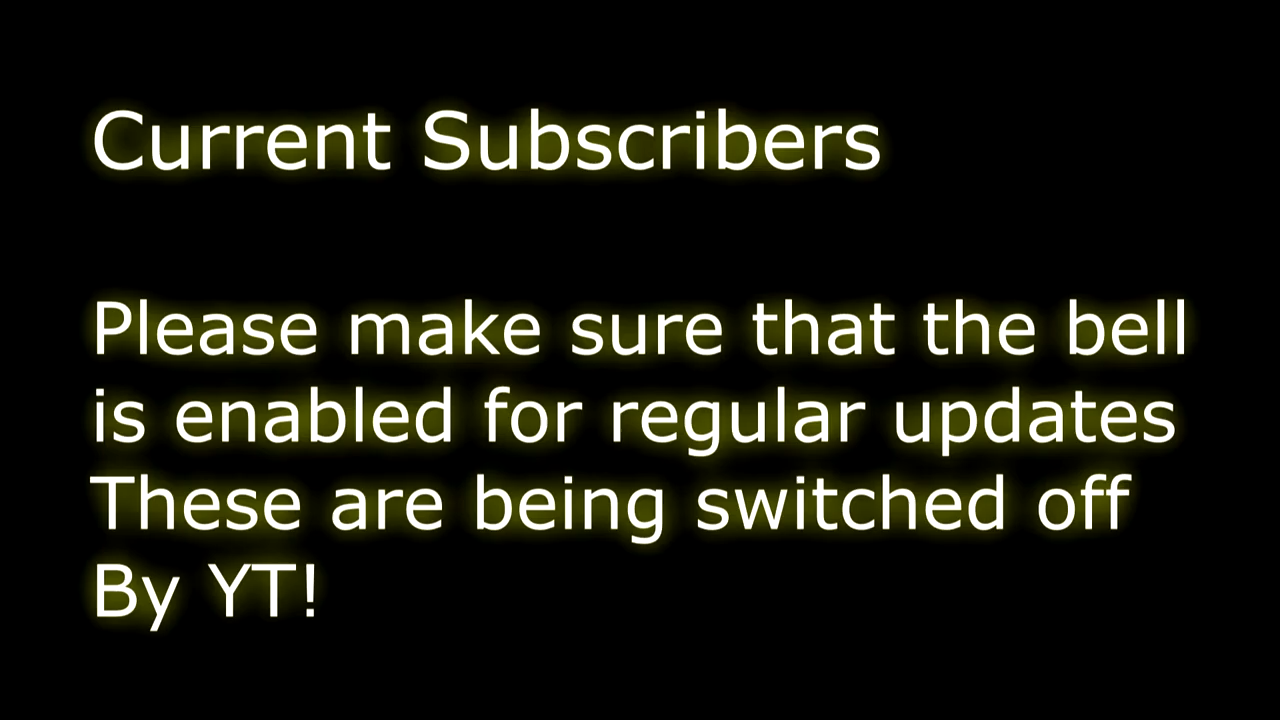 Current Subscribers
Please make sure that the bell
is enabled for regular updates
These are being switched off
By YT!